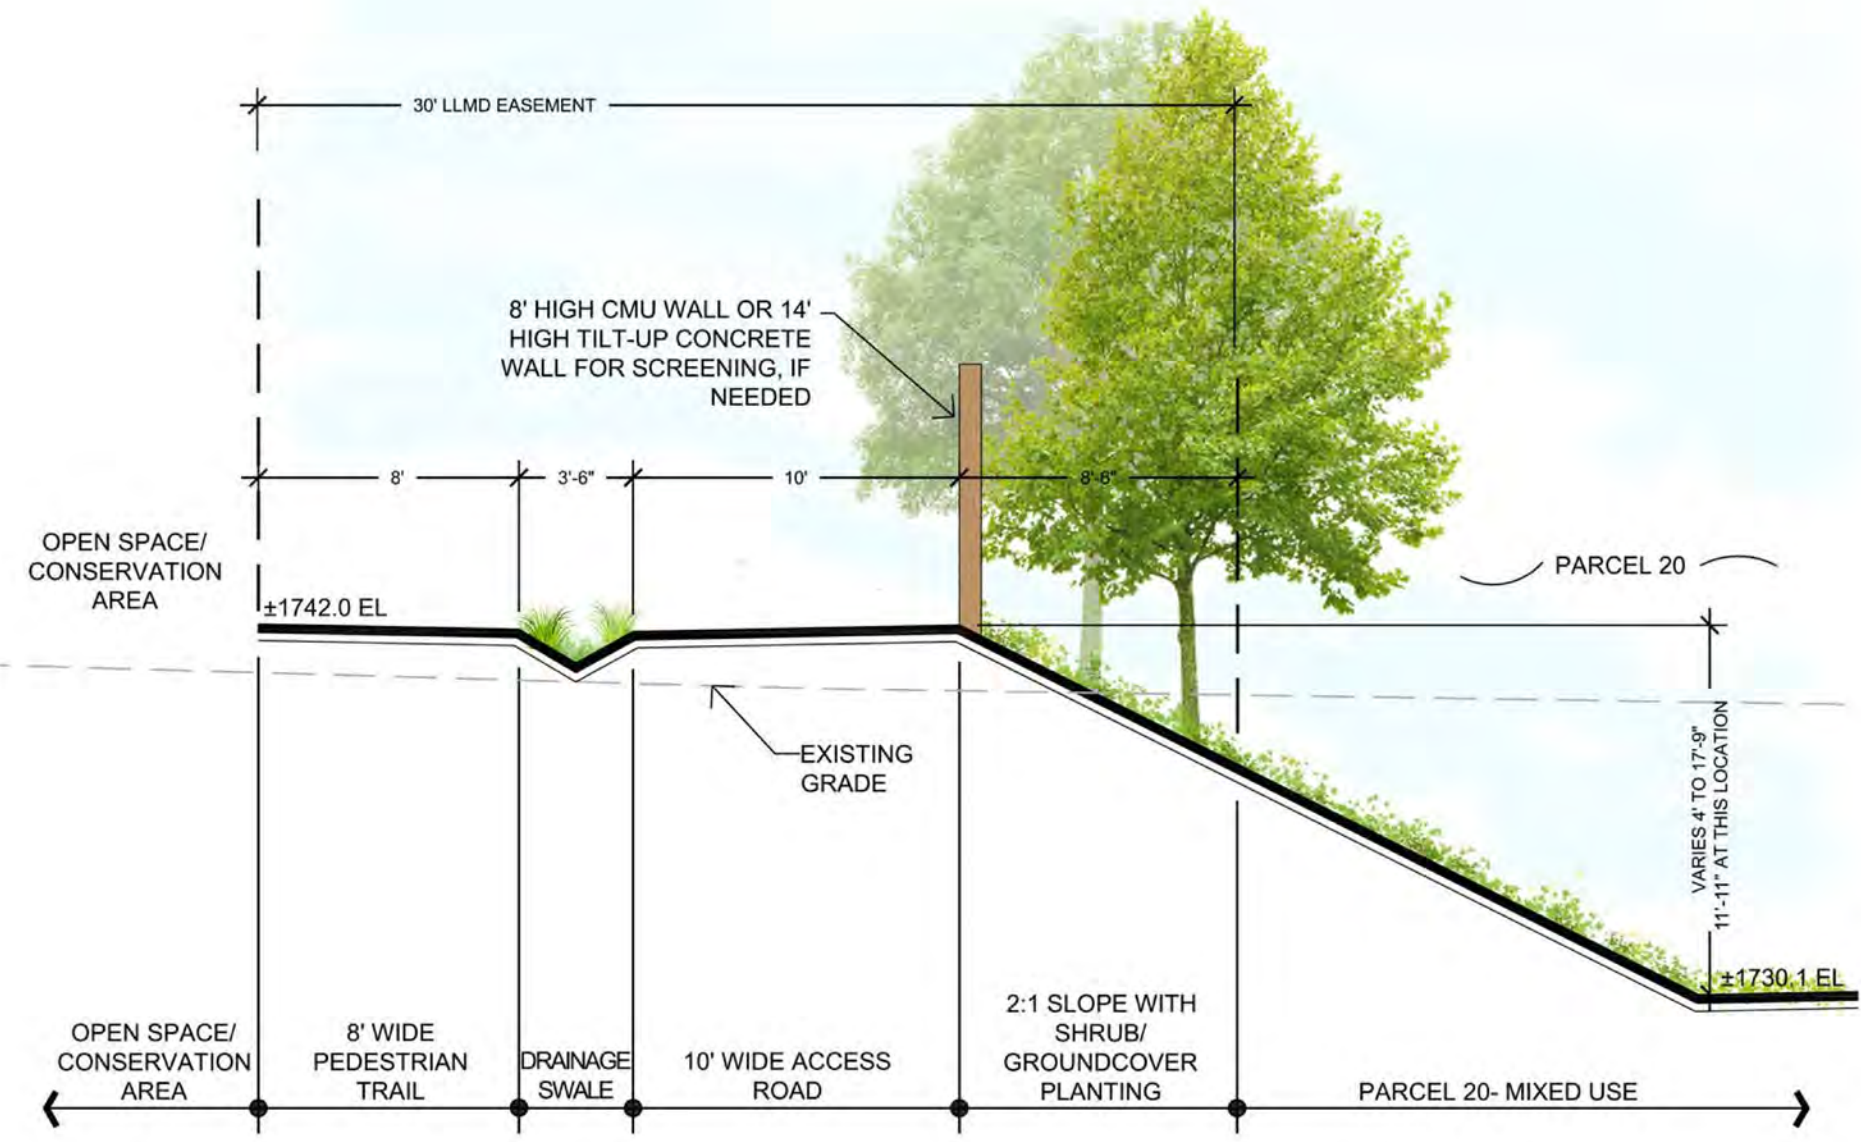 30' LLMD EASEMENT
8' HIGH CMU WALL OR 14'
HIGH TILT-UP CONCRETE
WALL FOR SCREENING, IF
NEEDED
8'
3'-6"
10'
8'-6"
OPEN SPACE/
CONSERVATION
AREA
±1742.0 EL
PARCEL 20
EXISTING
GRADE
VARIES 4' TO 17'-9"
11'-11" AT THIS LOCATION
±1730.1 EL
OPEN SPACE/
CONSERVATION
AREA
8' WIDE
PEDESTRIAN
TRAIL
DRAINAGE
SWALE
10' WIDE ACCESS
ROAD
2:1 SLOPE WITH
SHRUB/
GROUNDCOVER
PLANTING
PARCEL 20- MIXED USE